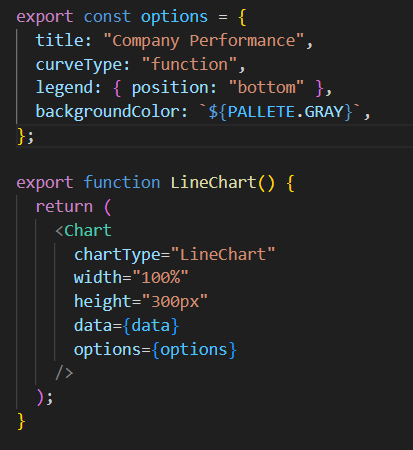 export const options = {
  title: "Company Performance",
  curveType: "function",
  legend: { position: "bottom" },
  backgroundColor: `${PALLETE.GRAY}`,
};

export function LineChart() {
  return (
    <Chart
      chartType="LineChart"
      width="100%"
      height="300px"
      data={data}
      options={options}
    />
  );
}